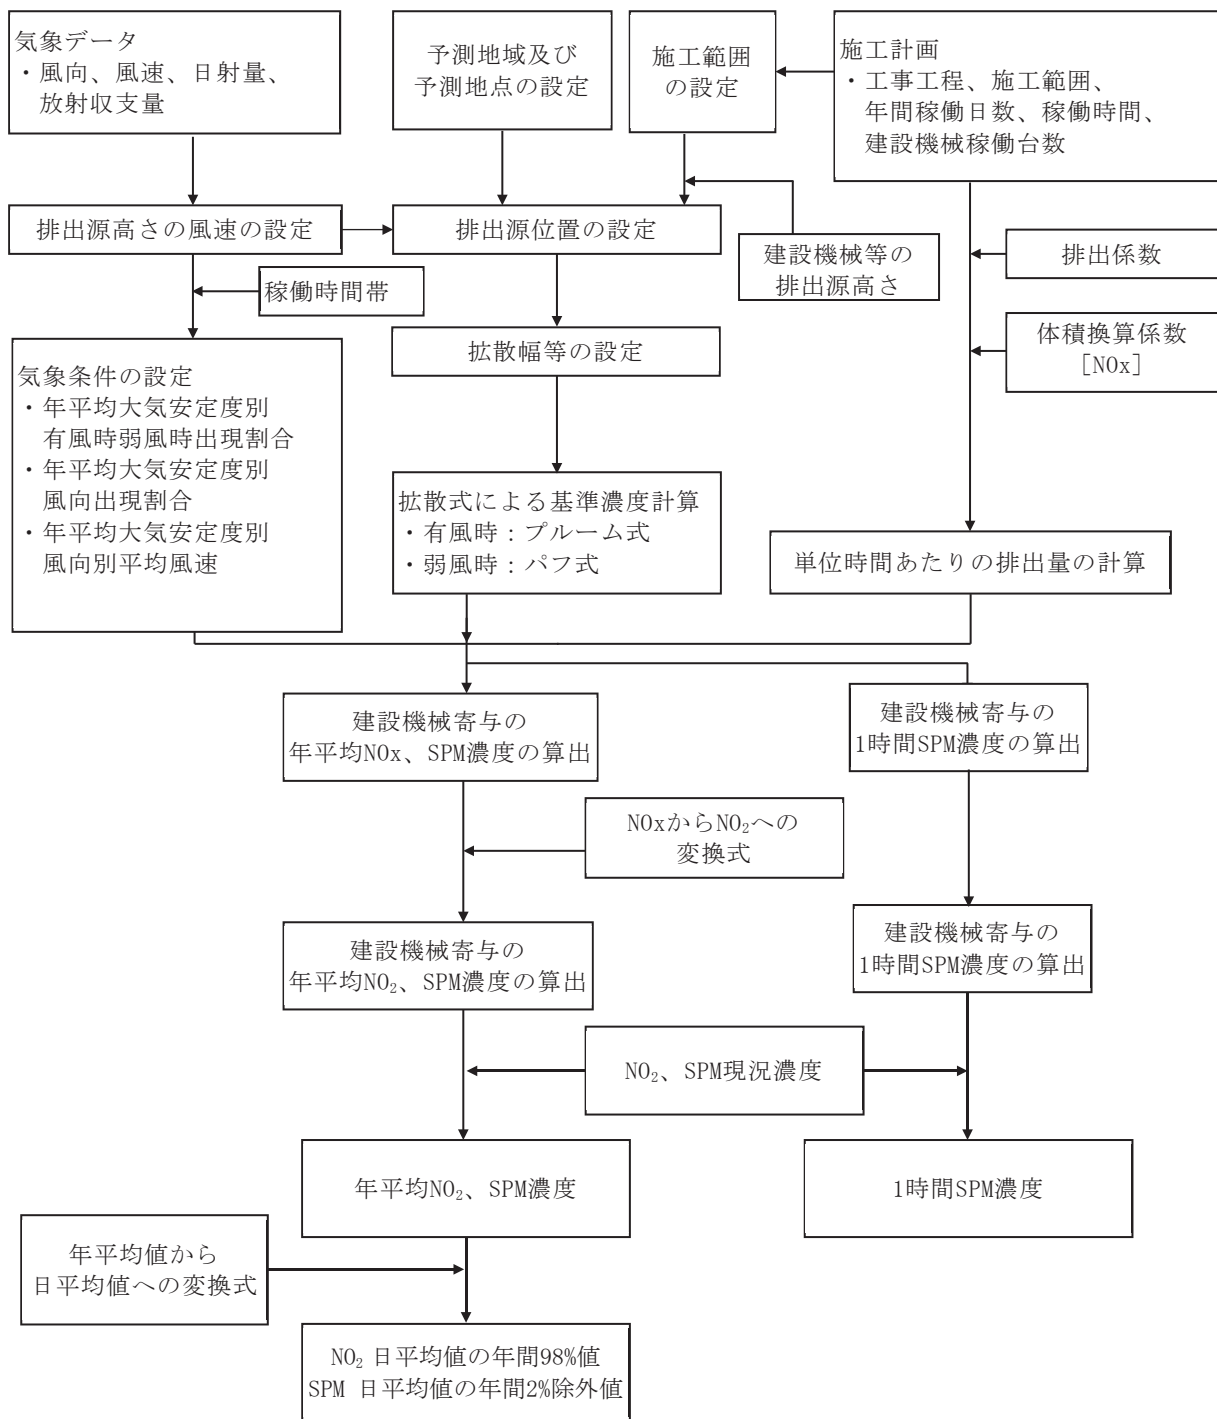 気象データ
・風向、風速、日射量、
放射収支量
予測地域及び
予測地点の設定
施工範囲
の設定
施工計画
・工事工程、施工範囲、
年間稼働日数、稼働時間、
建設機械稼働台数
排出源高さの風速の設定
排出源位置の設定
建設機械等の
排出源高さ
排出係数
稼働時間帯
拡散幅等の設定
体積換算係数
[NOx]
気象条件の設定
・年平均大気安定度別
有風時弱風時出現割合
・年平均大気安定度別
風向出現割合
・年平均大気安定度別
風向別平均風速
拡散式による基準濃度計算
・有風時：プルーム式
・弱風時：パフ式
単位時間あたりの排出量の計算
建設機械寄与の
年平均NOx、SPM濃度の算出
建設機械寄与の
1時間SPM濃度の算出
NOxからNO₂への
変換式
建設機械寄与の
年平均NO₂、SPM濃度の算出
建設機械寄与の
1時間SPM濃度の算出
NO₂、SPM現況濃度
年平均NO₂、SPM濃度
1時間SPM濃度
年平均値から
日平均値への変換式
NO₂ 日平均値の年間98%値
SPM 日平均値の年間2%除外値